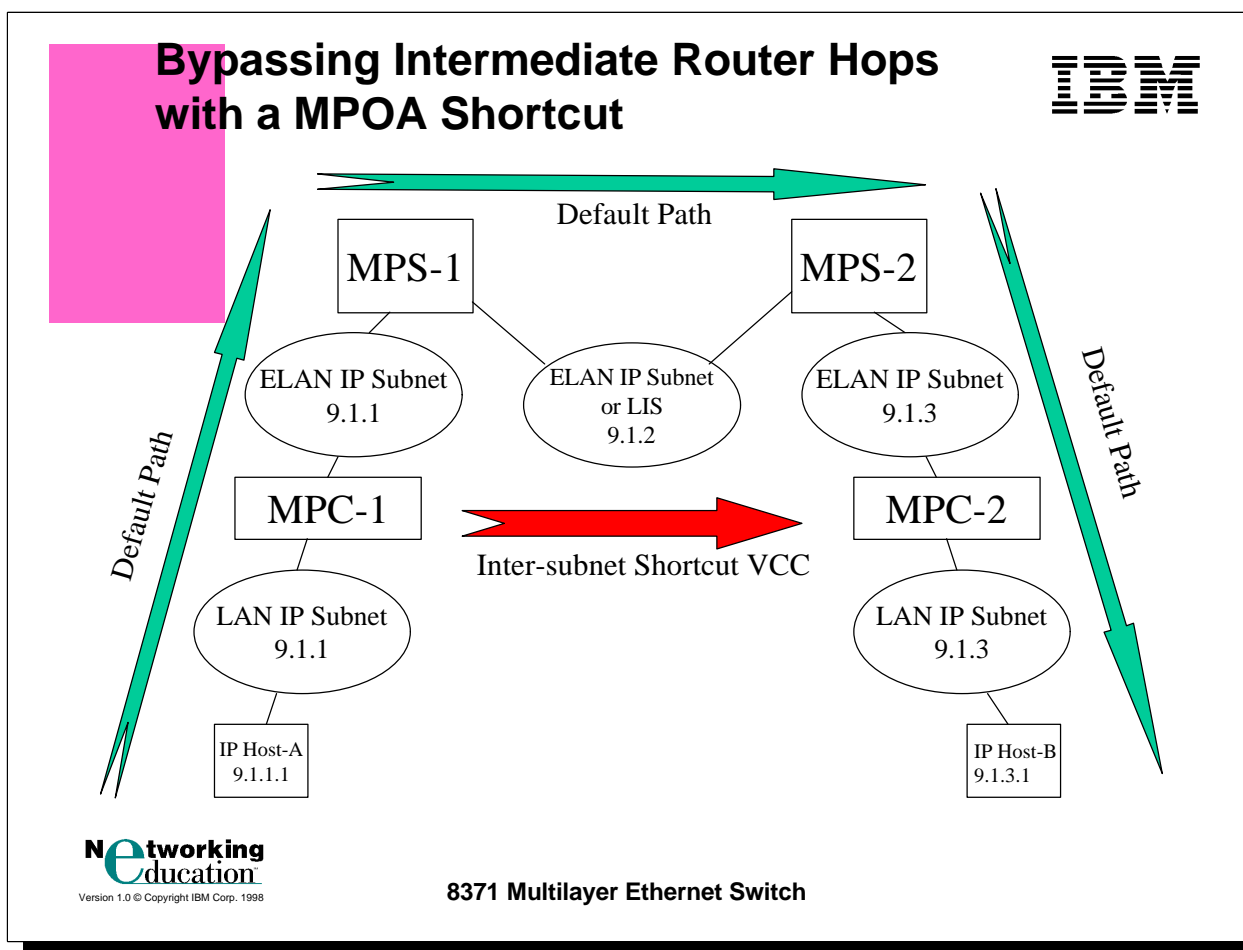 Bypassing Intermediate Router Hops
with a MPOA Shortcut
IBM
Default Path
MPS-1
MPS-2
ELAN IP Subnet
9.1.1
ELAN IP Subnet
or LIS
9.1.2
ELAN IP Subnet
9.1.3
Default Path
Default Path
MPC-1
MPC-2
Inter-subnet Shortcut VCC
LAN IP Subnet
9.1.1
LAN IP Subnet
9.1.3
IP Host-A
9.1.1.1
IP Host-B
9.1.3.1
Networking
education™
Version 1.0 © Copyright IBM Corp. 1998
8371 Multilayer Ethernet Switch